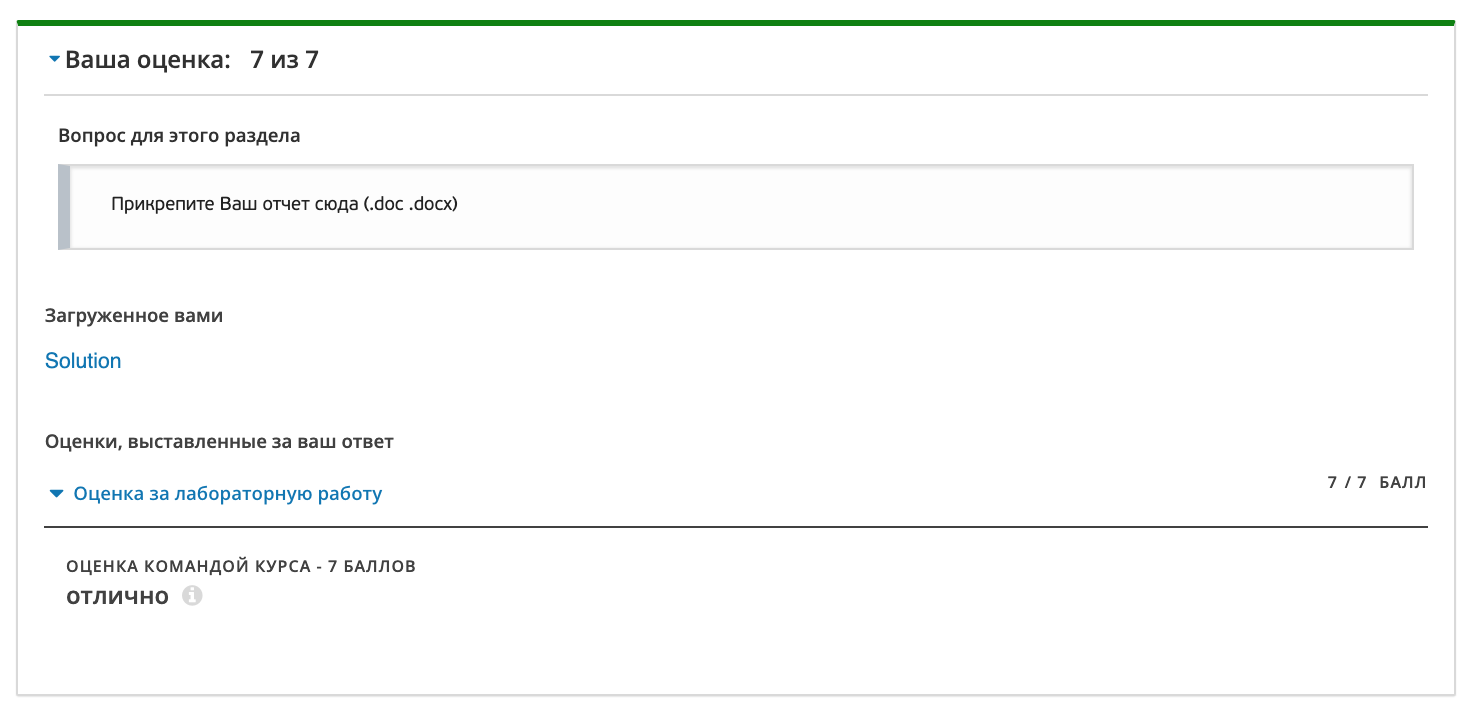 Ваша оценка: 7 из 7
Вопрос для этого раздела
Прикрепите Ваш отчет сюда (.doc .docx)
Загруженное вами
Solution
Оценки, выставленные за ваш ответ
Оценка за лабораторную работу
7 / 7 БАЛЛ
ОЦЕНКА КОМАНДОЙ КУРСА - 7 БАЛЛОВ
ОТЛИЧНО